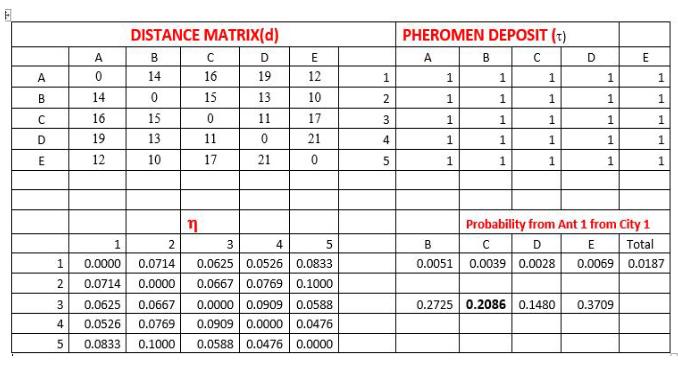 DISTANCE MATRIX(d) PHEROMEN DEPOSIT (τ)
A B C D E A B C D E
A 0 14 16 19 12 1 1 1 1 1 1
B 14 0 15 13 10 2 1 1 1 1 1
C 16 15 0 11 17 3 1 1 1 1 1
D 19 13 11 0 21 4 1 1 1 1 1
E 12 10 17 21 0 5 1 1 1 1 1
η Probability from Ant 1 from City 1
1 2 3 4 5 B C D E Total
1 0.0000 0.0714 0.0625 0.0526 0.0833 0.0051 0.0039 0.0028 0.0069 0.0187
2 0.0714 0.0000 0.0667 0.0769 0.1000
3 0.0625 0.0667 0.0000 0.0909 0.0588 0.2725 0.2086 0.1480 0.3709
4 0.0526 0.0769 0.0909 0.0000 0.0476
5 0.0833 0.1000 0.0588 0.0476 0.0000